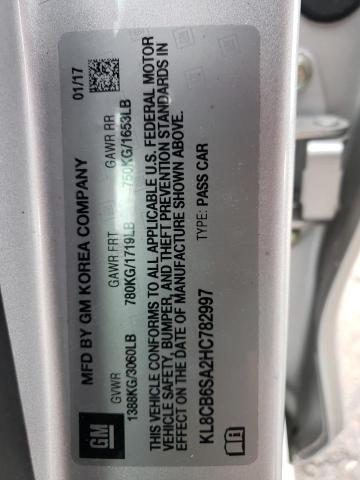 MFD BY GM KOREA COMPANY 01/17
GVWR GAWR FRT GAWR RR
1388KG/3060LB 780KG/1719LB 750KG/1653LB
THIS VEHICLE CONFORMS TO ALL APPLICABLE U.S. FEDERAL MOTOR
VEHICLE SAFETY, BUMPER, AND THEFT PREVENTION STANDARDS IN
EFFECT ON THE DATE OF MANUFACTURE SHOWN ABOVE.
TYPE: PASS CAR
KL8CB6SA2HC782997
GM